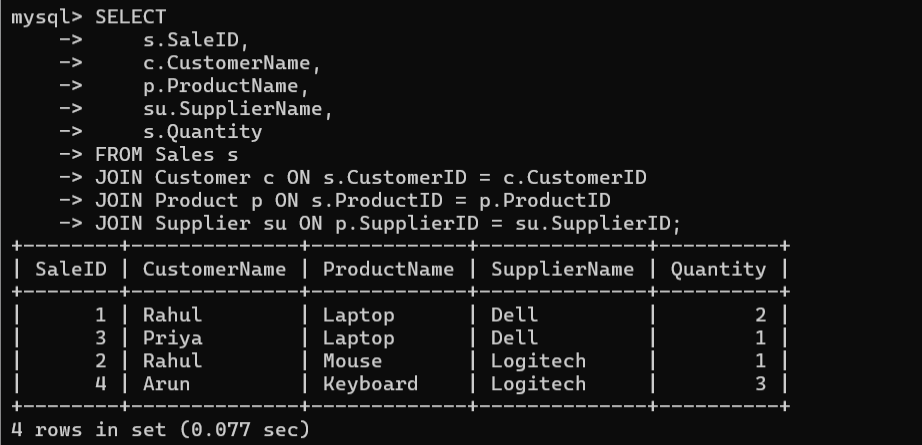 mysql> SELECT
    ->     s.SaleID,
    ->     c.CustomerName,
    ->     p.ProductName,
    ->     su.SupplierName,
    ->     s.Quantity
    -> FROM Sales s
    -> JOIN Customer c ON s.CustomerID = c.CustomerID
    -> JOIN Product p ON s.ProductID = p.ProductID
    -> JOIN Supplier su ON p.SupplierID = su.SupplierID;
+--------+--------------+-------------+--------------+----------+
| SaleID | CustomerName | ProductName | SupplierName | Quantity |
+--------+--------------+-------------+--------------+----------+
|      1 | Rahul        | Laptop      | Dell         |        2 |
|      3 | Priya        | Laptop      | Dell         |        1 |
|      2 | Rahul        | Mouse       | Logitech     |        1 |
|      4 | Arun         | Keyboard    | Logitech     |        3 |
+--------+--------------+-------------+--------------+----------+
4 rows in set (0.077 sec)